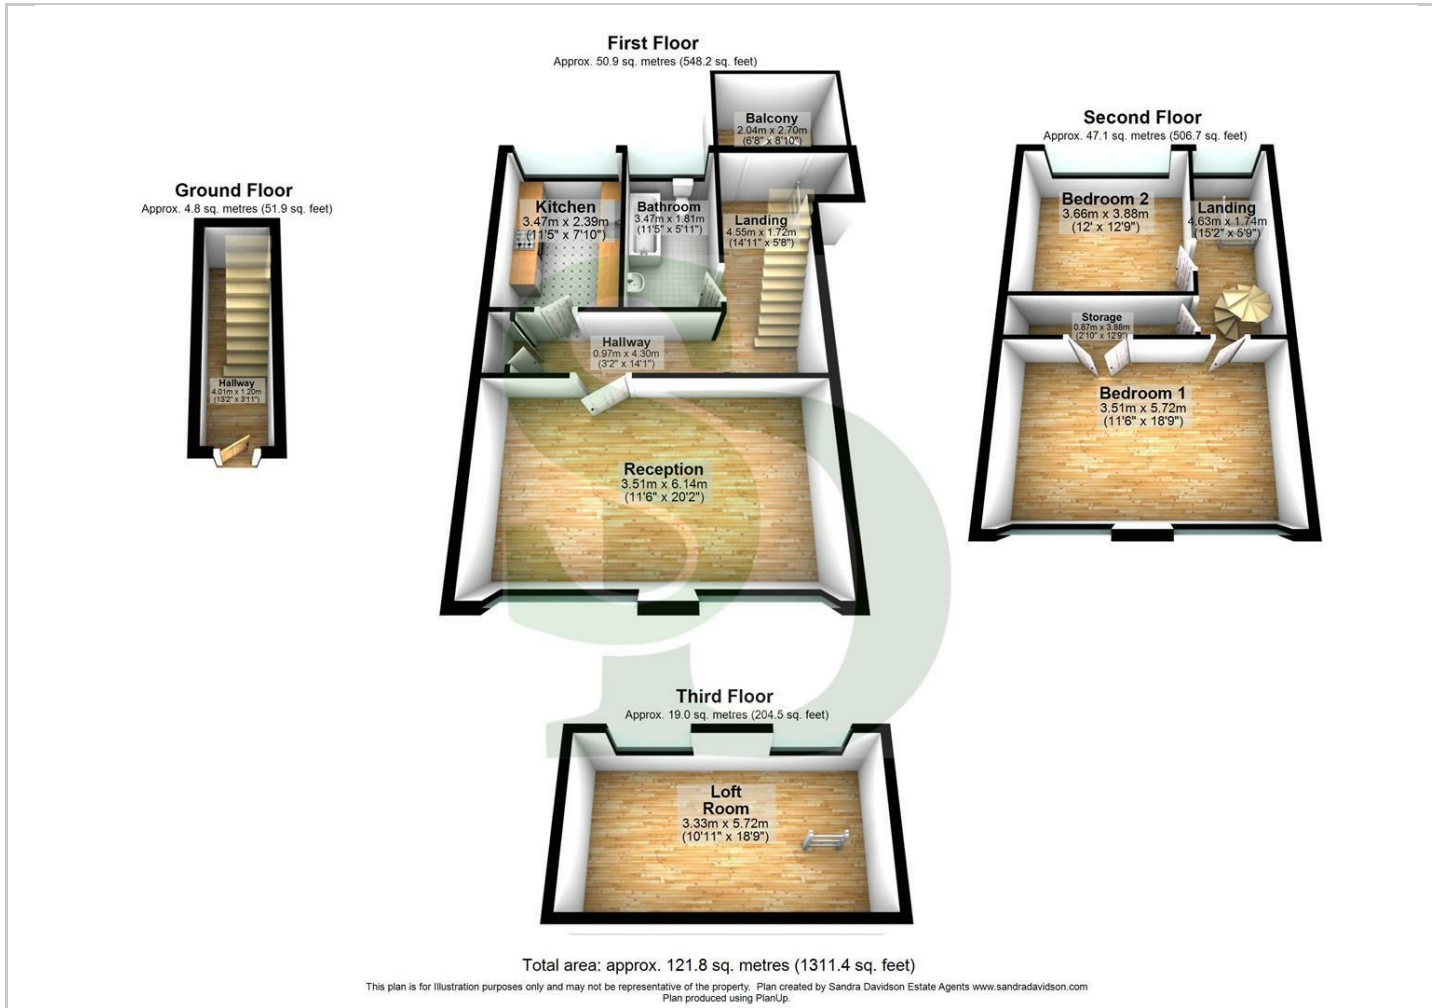 First Floor
Approx. 50.9 sq. metres (548.2 sq. feet)
Balcony
2.04m x 2.70m
(6'8" x 8'10")
Kitchen
3.47m x 2.39m
(11'5" x 7'10")
Bathroom
3.47m x 1.81m
(11'5" x 5'11")
Landing
4.55m x 1.72m
(14'11" x 5'8")
Hallway
0.97m x 4.30m
(3'2" x 14'1")
Reception
3.51m x 6.14m
(11'6" x 20'2")
Ground Floor
Approx. 4.8 sq. metres (51.9 sq. feet)
Hallway
4.01m x 1.20m
(13'2" x 3'11")
Second Floor
Approx. 47.1 sq. metres (506.7 sq. feet)
Bedroom 2
3.66m x 3.88m
(12' x 12'9")
Landing
4.63m x 1.74m
(15'2" x 5'9")
Storage
0.87m x 3.88m
(2'10" x 12'9")
Bedroom 1
3.51m x 5.72m
(11'6" x 18'9")
Third Floor
Approx. 19.0 sq. metres (204.5 sq. feet)
Loft
Room
3.33m x 5.72m
(10'11" x 18'9")
Total area: approx. 121.8 sq. metres (1311.4 sq. feet)
This plan is for Illustration purposes only and may not be representative of the property. Plan created by Sandra Davidson Estate Agents www.sandradavidson.com
Plan produced using PlanUp.